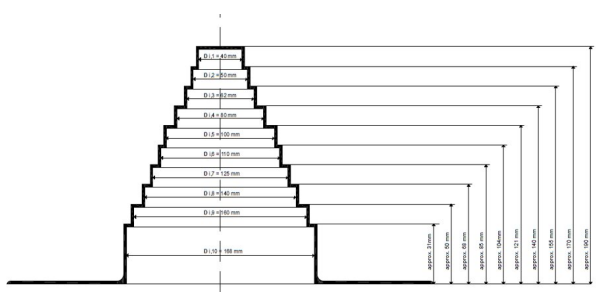 D i,1 = 40 mm
D i,2 = 50 mm
D i,3 = 62 mm
D i,4 = 80 mm
D i,5 = 100 mm
D i,6 = 110 mm
D i,7 = 125 mm
D i,8 = 140 mm
D i,9 = 160 mm
D i,10 = 168 mm
approx. 31mm
approx. 50 mm
approx. 68 mm
approx. 85 mm
approx. 104mm
approx. 121 mm
approx. 140 mm
approx. 155 mm
approx. 170 mm
approx. 190 mm